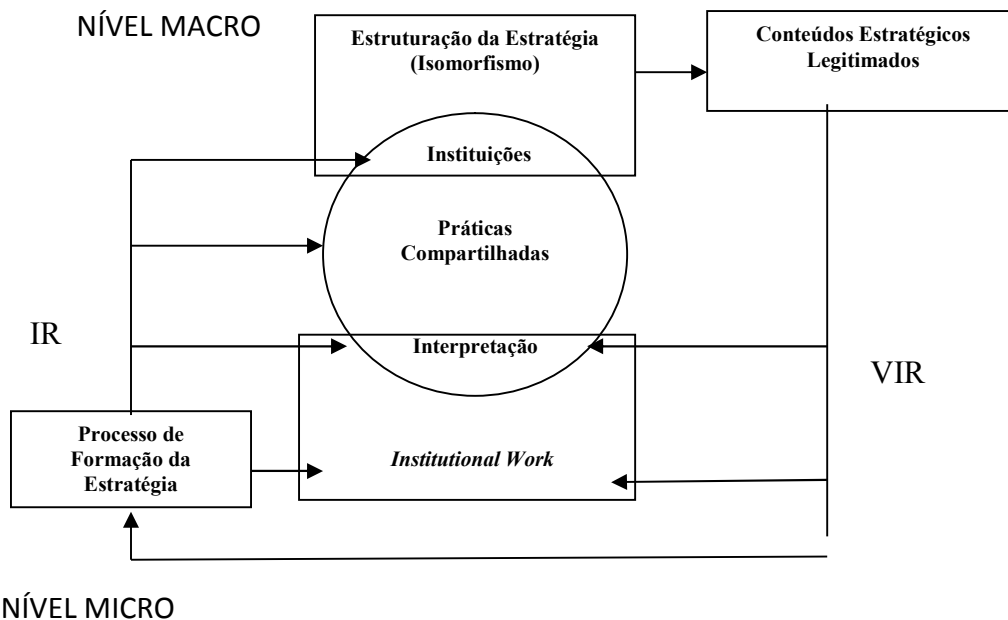 NÍVEL MACRO
Estruturação da Estratégia
(Isomorfismo)
Conteúdos Estratégicos
Legitimados
Instituições
Práticas
Compartilhadas
IR
Interpretação
VIR
Processo de
Formação da
Estratégia
Institutional Work
NÍVEL MICRO